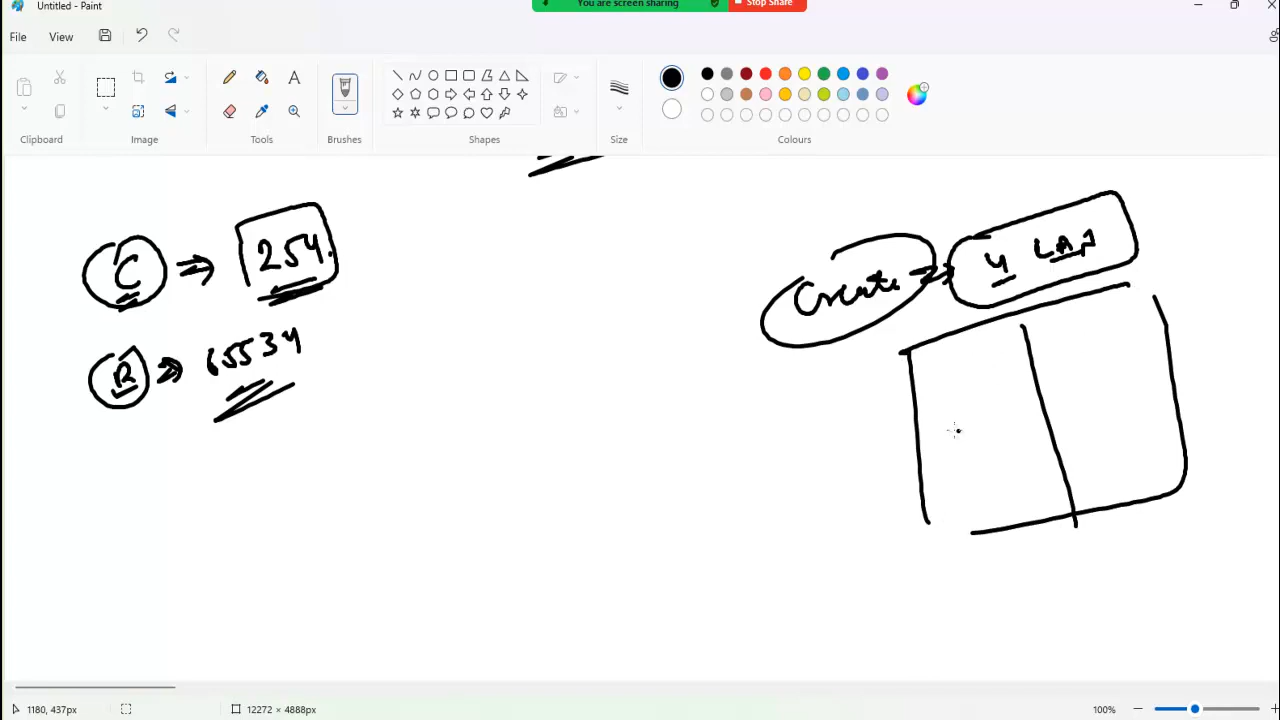 Untitled - Paint
You are screen sharing
Stop Share
File
View
Clipboard
Image
Tools
Brushes
Shapes
Size
Colours
C ⇒ 254.
B ⇒ 65534
Create ⇒ 4 LAN
1180, 437px
12272 × 4888px
100%